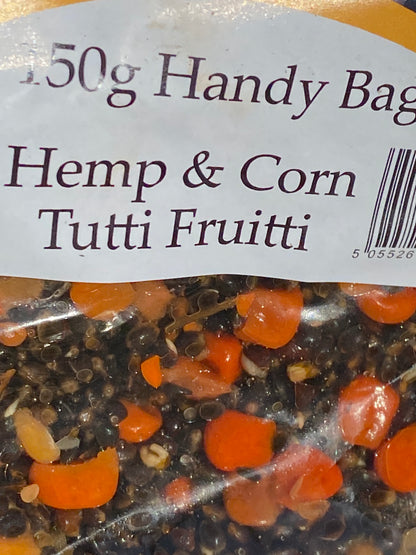 150g Handy Bag
Hemp & Corn
Tutti Fruitti
5 05526